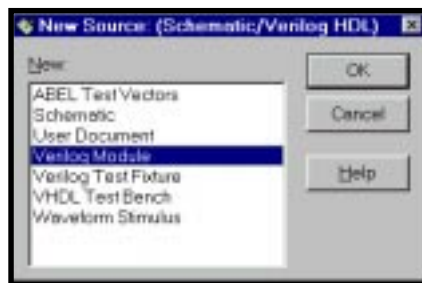 New Source: (Schematic/Verilog HDL)
New:
ABEL Test Vectors
Schematic
User Document
Verilog Module
Verilog Test Fixture
VHDL Test Bench
Waveform Stimulus
OK
Cancel
Help